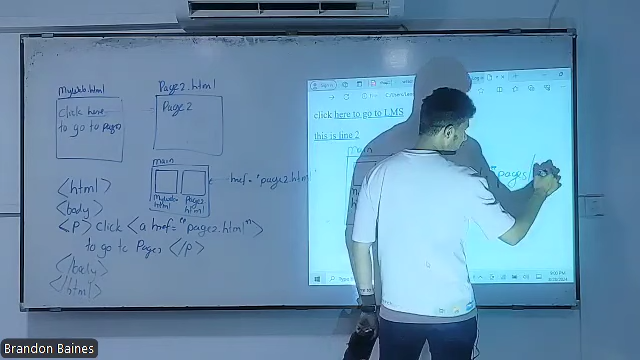 MyWeb.html
Click here
to go to page2
Page2.html
Page2
main
MyWeb.html
Page2.html
href="page2.html"
<html>
<body>
<p> Click <a href="page2.html">
to go to Page2 </p>
</body>
</html>
click here to go to LMS
this is line 2
main
"pages/
Brandon Baines